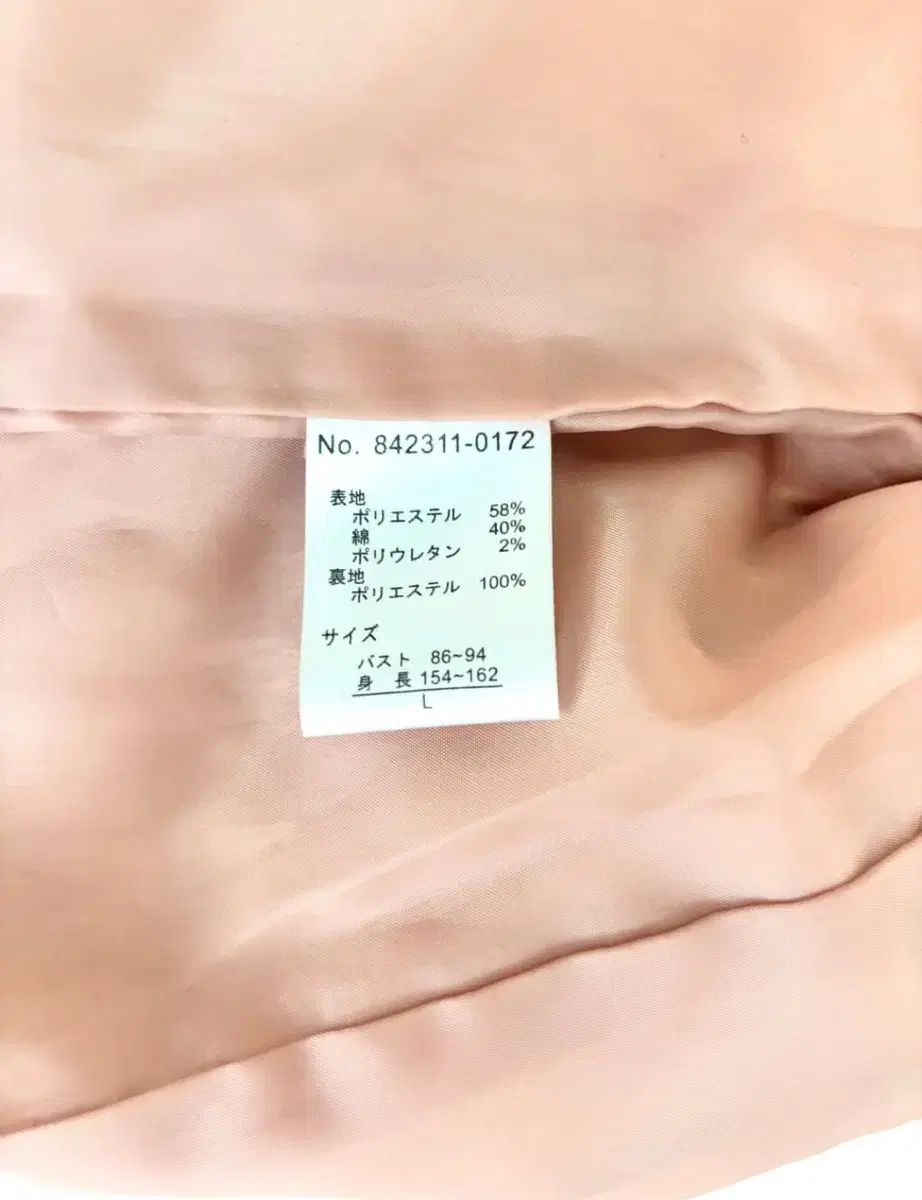 No. 842311-0172
表地
ポリエステル 58%
綿 40%
ポリウレタン 2%
裏地
ポリエステル 100%
サイズ
バスト 86~94
身 長 154~162
L